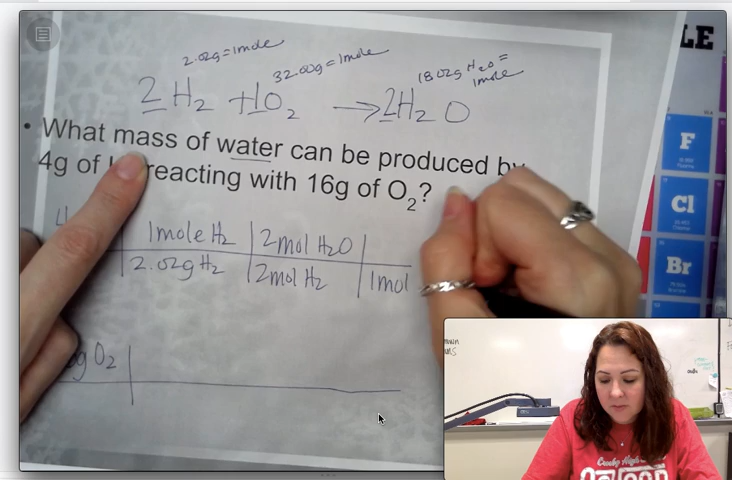 2.02g = 1mole
32.00g = 1mole
18.02g H2O =
1mole
2 H2 + 1O2 → 2H2O
• What mass of water can be produced by
4g of reacting with 16g of O2?
1mole H2 | 2mol H2O
2.02g H2 | 2mol H2 | 1mol
g O2
LE
F
Cl
Br